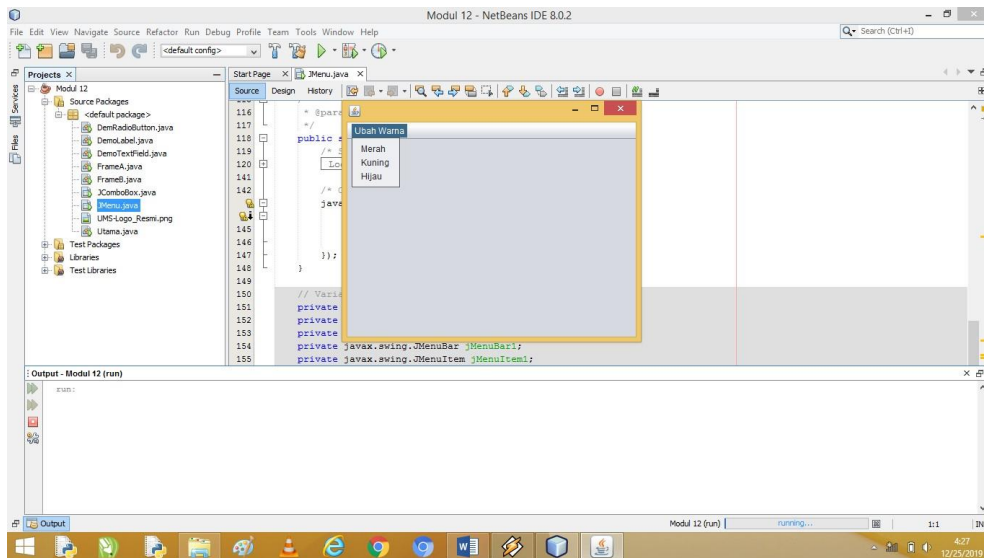 Modul 12 - NetBeans IDE 8.0.2
File Edit View Navigate Source Refactor Run Debug Profile Team Tools Window Help
Search (Ctrl+I)
<default config>
Projects
Services
Files
Modul 12
Source Packages
<default package>
DemRadioButton.java
DemoLabel.java
DemoTextField.java
FrameA.java
FrameB.java
JComboBox.java
JMenu.java
UMS-Logo_Resmi.png
Utama.java
Test Packages
Libraries
Test Libraries
Start Page JMenu.java
Source Design History
116 * @para
117 */
118 public s
119 /* S
120 Lo
141
142 /* C
java
145
146
147 });
148 }
149
150 // Varia
151 private
152 private
153 private
154 private javax.swing.JMenuBar jMenuBar1;
155 private javax.swing.JMenuItem jMenuItem1;
Ubah Warna
Merah
Kuning
Hijau
Output - Modul 12 (run)
run:
Output
Modul 12 (run) running... 1:1 IN
4:27
12/25/2019